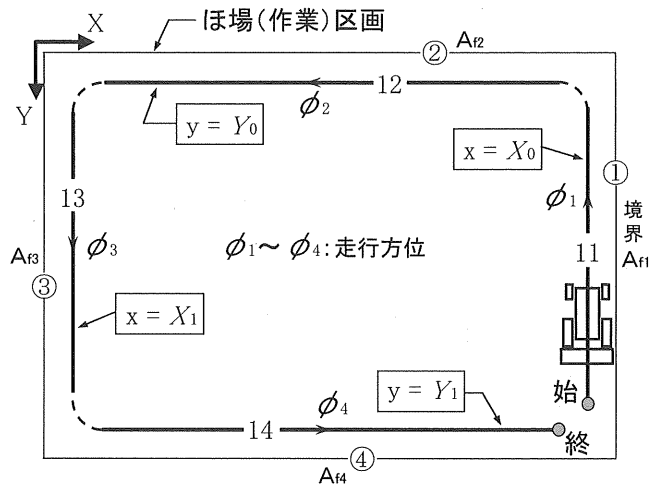 X
Y
ほ場(作業)区画
② Af2
12
ϕ2
y = Y0
x = X0
①
ϕ1
境界
Af1
11
13
ϕ3
Af3
③
ϕ1~ϕ4:走行方位
x = X1
y = Y1
始
終
ϕ4
14
④
Af4